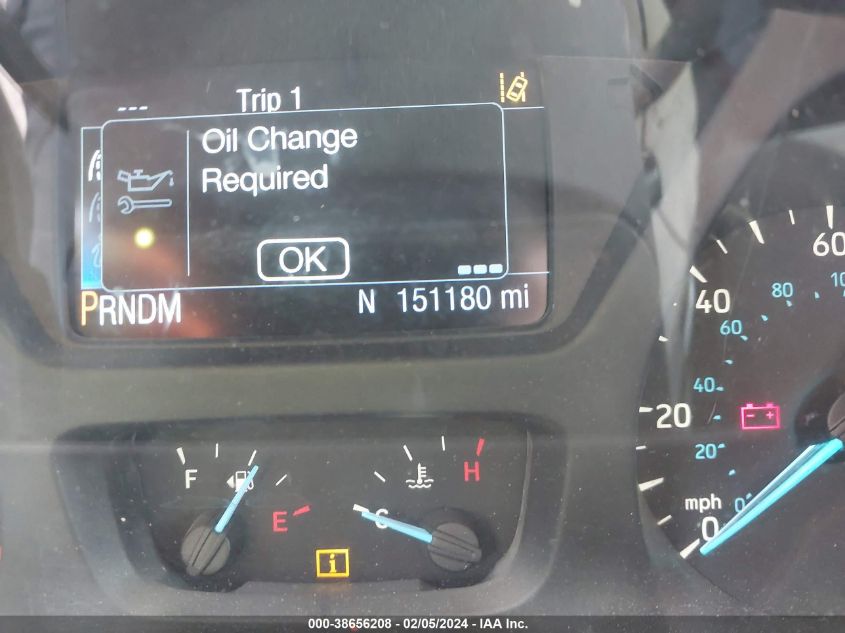 Trip 1
Oil Change
Required
OK
PRNDM
N 151180 mi
60
40
80
60
20
40
20
mph
0
0
F
E
C
H
i
000-38656208 - 02/05/2024 - IAA Inc.